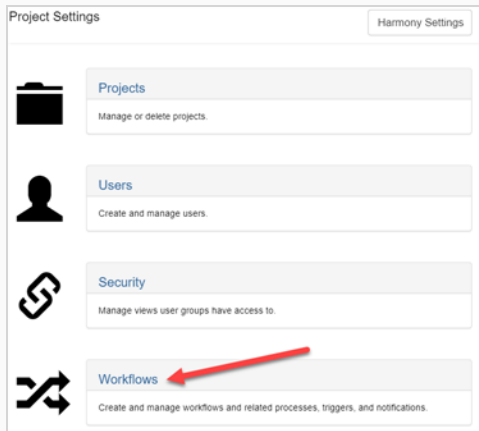 Project Settings
Harmony Settings
Projects
Manage or delete projects.
Users
Create and manage users.
Security
Manage views user groups have access to.
Workflows
Create and manage workflows and related processes, triggers, and notifications.